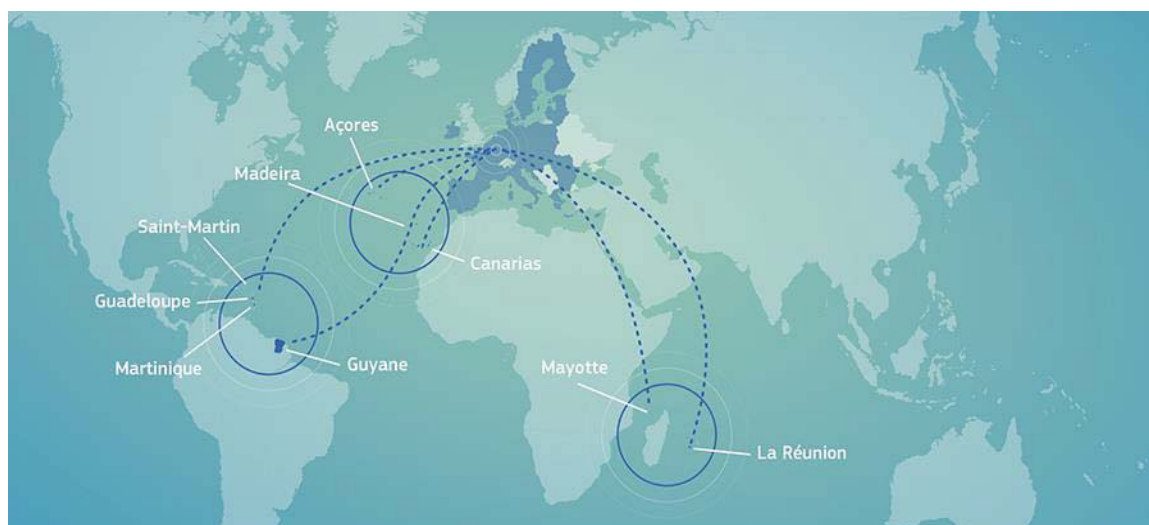 Açores
Madeira
Saint-Martin
Canarias
Guadeloupe
Martinique
Guyane
Mayotte
La Réunion